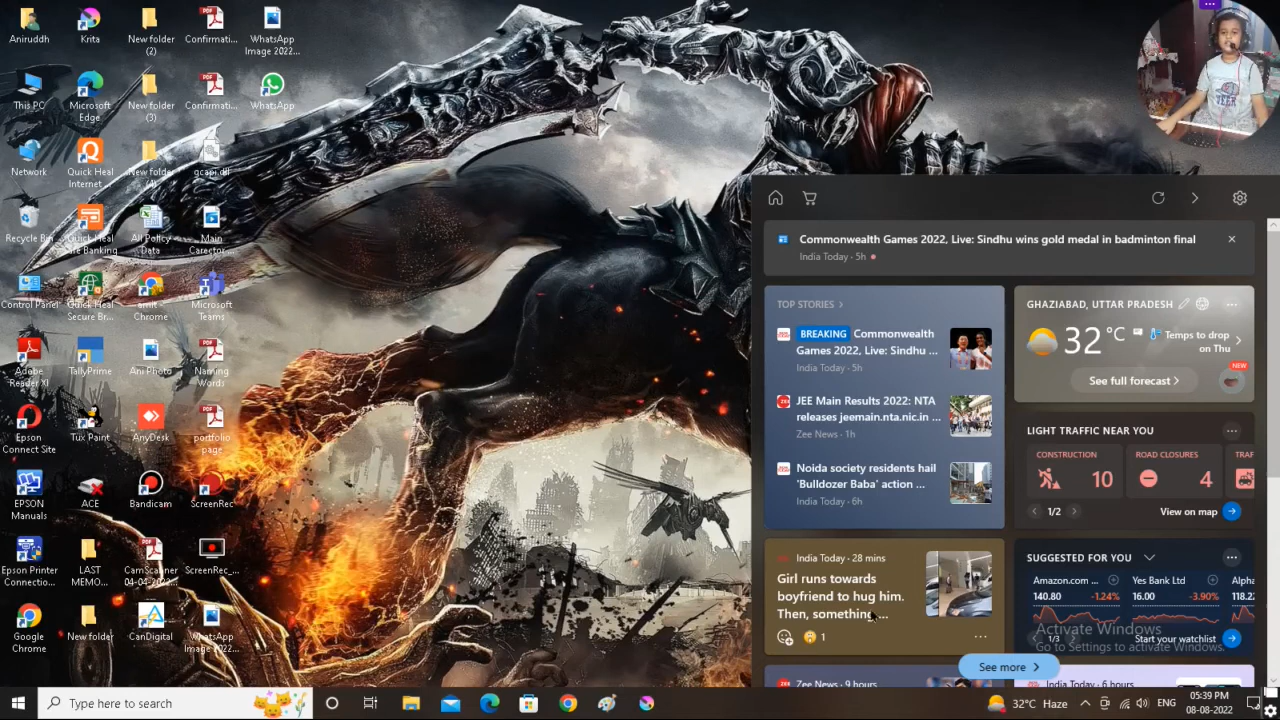 Aniruddh
Krita
New folder
(2)
Confirmati...
WhatsApp
Image 2022...
This PC
Microsoft
Edge
New folder
(3)
Confirmati...
WhatsApp
Network
Quick Heal
Internet ...
New folder
(4)
qcapi.dll
Recycle Bin
Quick Heal
Safe Banking
All Policy
Data
Main
Carector...
Control Panel
Quick Heal
Secure Br...
amit -
Chrome
Microsoft
Teams
Adobe
Reader XI
TallyPrime
Ani Photo
Naming
Words
Epson
Connect Site
Tux Paint
AnyDesk
portfolio
page
EPSON
Manuals
ACE
Bandicam
ScreenRec
Epson Printer
Connectio...
LAST
MEMO...
CamScanner
04-04-2022...
ScreenRec_...
Google
Chrome
New folder
CanDigital
WhatsApp
Image 2022...
Commonwealth Games 2022, Live: Sindhu wins gold medal in badminton final
India Today · 5h
TOP STORIES
BREAKING Commonwealth
Games 2022, Live: Sindhu ...
India Today · 5h
JEE Main Results 2022: NTA
releases jeemain.nta.nic.in ...
Zee News · 1h
Noida society residents hail
'Bulldozer Baba' action ...
India Today · 6h
GHAZIABAD, UTTAR PRADESH
32 °C
Temps to drop
on Thu
See full forecast
NEW
LIGHT TRAFFIC NEAR YOU
CONSTRUCTION
10
ROAD CLOSURES
4
TRAF
1/2
View on map
India Today · 28 mins
Girl runs towards
boyfriend to hug him.
Then, something...
1
SUGGESTED FOR YOU
Amazon.com ...
140.80 -1.24%
Yes Bank Ltd
16.00 -3.90%
Alpha
118.22
1/3
Start your watchlist
Activate Windows
Go to Settings to activate Windows.
See more
Zee News · 9 hours
India Today · 6 hours
Type here to search
32°C Haze
ENG
05:39 PM
08-08-2022